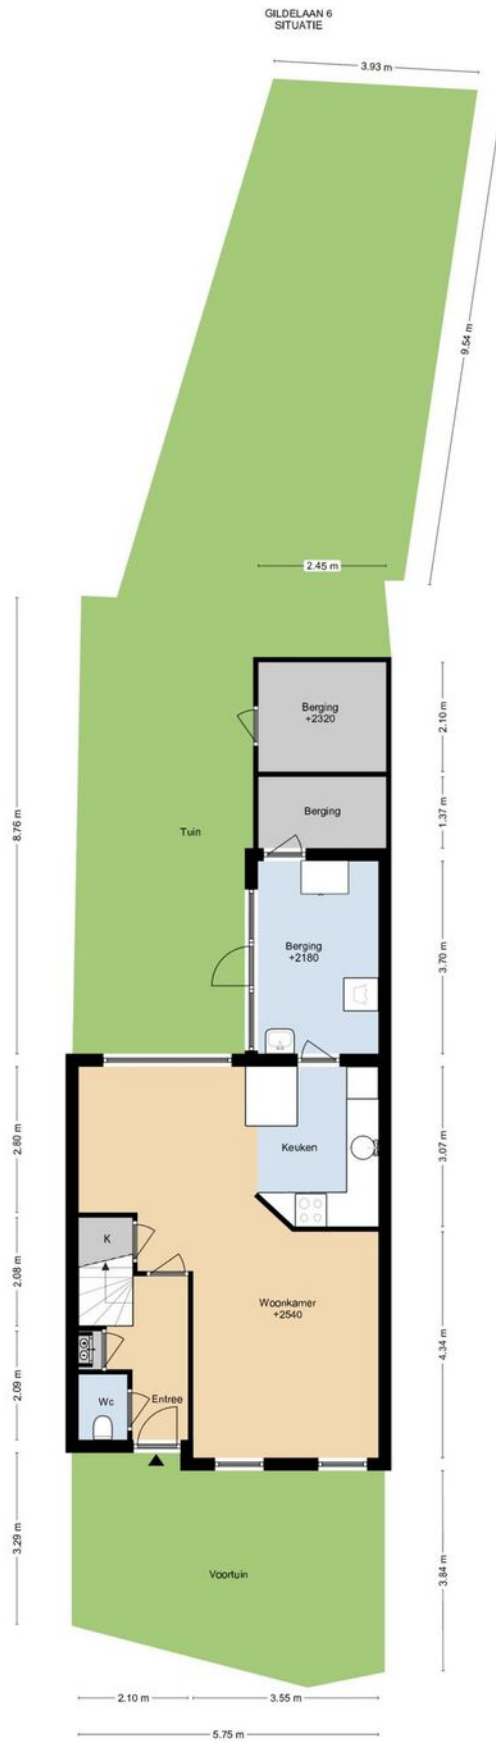 GILDELAAN 6
SITUATIE
3.93 m
9.54 m
2.45 m
Berging
+2320
2.10 m
Berging
1.37 m
8.76 m
Tuin
Berging
+2180
3.70 m
2.80 m
Keuken
3.07 m
K
2.08 m
Woonkamer
+2540
4.34 m
2.09 m
Wc
Entree
3.29 m
Voortuin
3.84 m
2.10 m
3.55 m
5.75 m